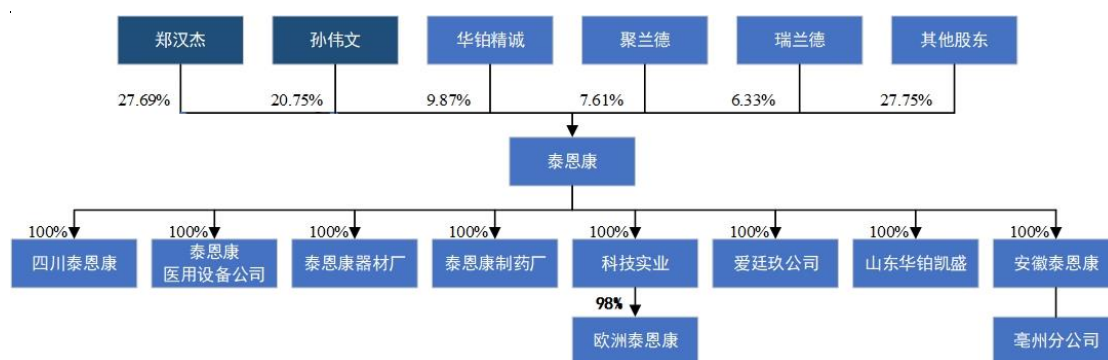 郑汉杰 孙伟文 华铂精诚 聚兰德 瑞兰德 其他股东
27.69% 20.75% 9.87% 7.61% 6.33% 27.75%
泰恩康
100% 100% 100% 100% 100% 100% 100% 100%
四川泰恩康 泰恩康 泰恩康器材厂 泰恩康制药厂 科技实业 爱廷玖公司 山东华铂凯盛 安徽泰恩康
医用设备公司
98%
欧洲泰恩康 亳州分公司